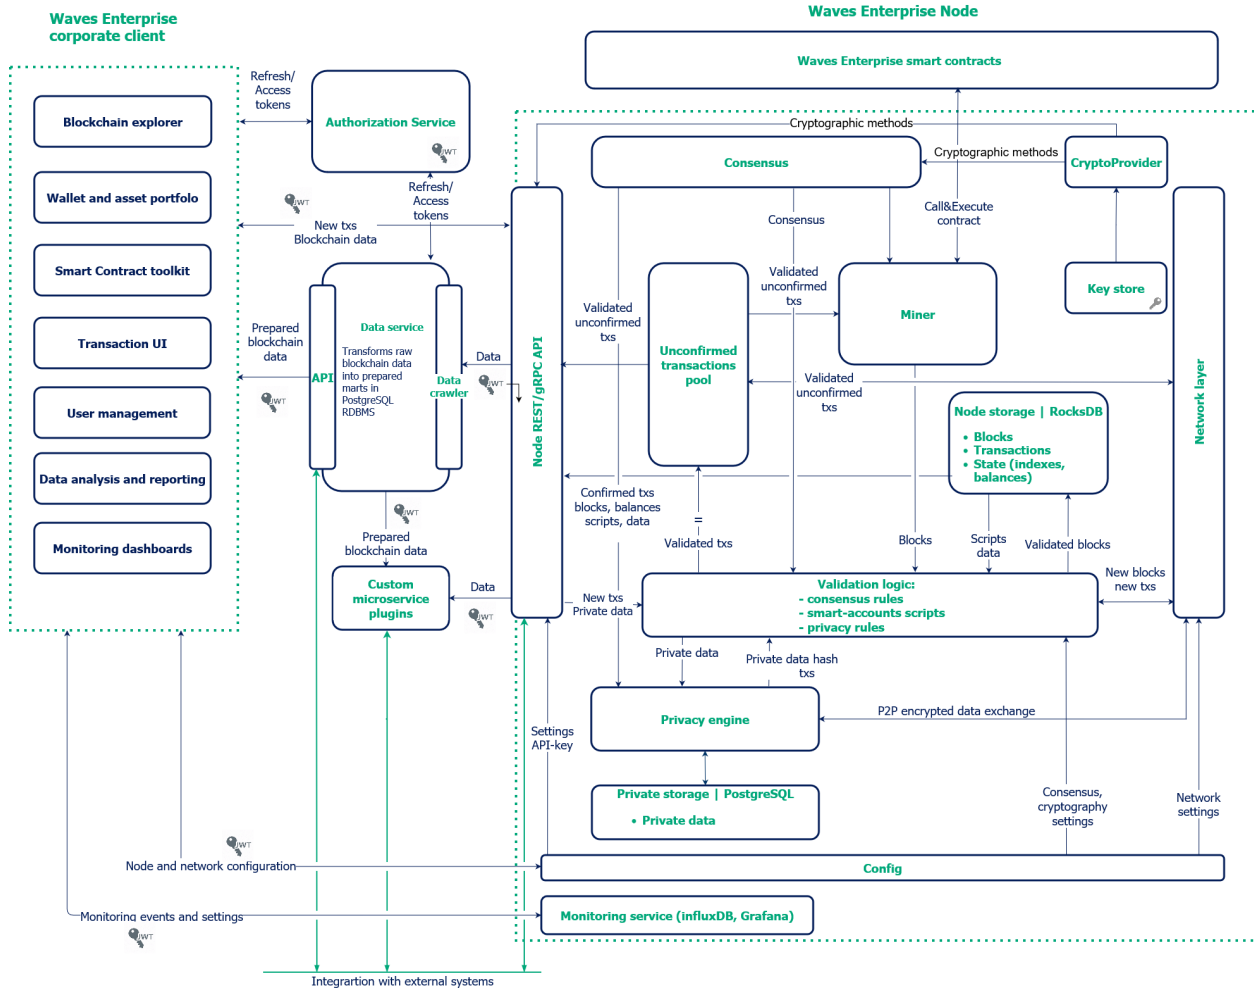 Waves Enterprise
corporate client
Waves Enterprise Node
Waves Enterprise smart contracts
Refresh/
Access
tokens
Blockchain explorer
Authorization Service
JWT
Cryptographic methods
Consensus
Cryptographic methods
CryptoProvider
Wallet and asset portfolo
JWT
Refresh/
Access
tokens
New txs
Blockchain data
Consensus
Call&Execute
contract
Smart Contract toolkit
Key store
Validated
unconfirmed
txs
Validated
unconfirmed
txs
Miner
Transaction UI
Prepared
blockchain
data
Data service
Transforms raw
blockchain data
into prepared
marts in
PostgreSQL
RDBMS
API
Data
crawler
Data
JWT
JWT
Node REST/gRPC API
Unconfirmed
transactions
pool
Validated
unconfirmed
txs
Network layer
User management
Node storage | RocksDB
• Blocks
• Transactions
• State (indexes,
balances)
Data analysis and reporting
Confirmed txs
blocks, balances
scripts, data
JWT
=
Validated txs
Monitoring dashboards
Prepared
blockchain data
Blocks
Scripts
data
Validated blocks
Custom
microservice
plugins
Data
JWT
New txs
Private data
Validation logic:
- consensus rules
- smart-accounts scripts
- privacy rules
New blocks
new txs
Private data
Private data hash
txs
Privacy engine
P2P encrypted data exchange
Settings
API-key
Private storage | PostgreSQL
• Private data
Consensus,
cryptography
settings
Network
settings
JWT
Node and network configuration
Config
Monitoring events and settings
JWT
Monitoring service (influxDB, Grafana)
Integrartion with external systems